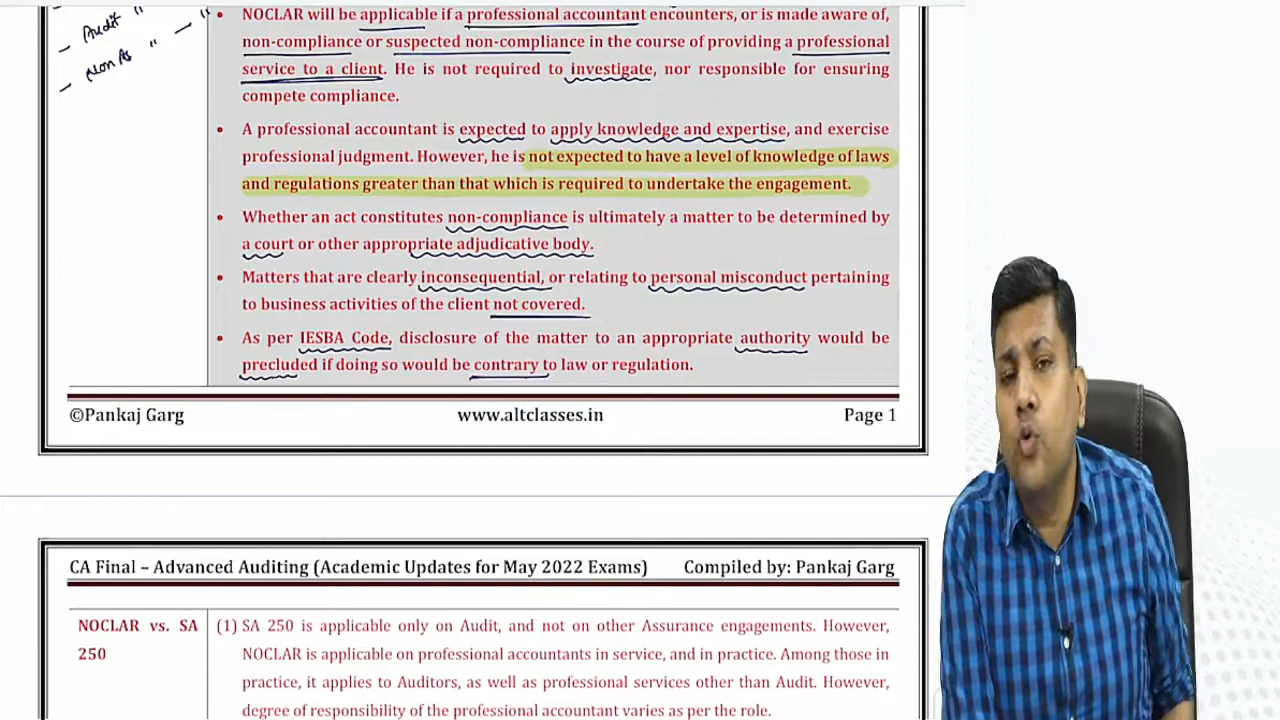 Audit " — "
— Non As "
NOCLAR will be applicable if a professional accountant encounters, or is made aware of,
non-compliance or suspected non-compliance in the course of providing a professional
service to a client. He is not required to investigate, nor responsible for ensuring
compete compliance.
• A professional accountant is expected to apply knowledge and expertise, and exercise
professional judgment. However, he is not expected to have a level of knowledge of laws
and regulations greater than that which is required to undertake the engagement.
• Whether an act constitutes non-compliance is ultimately a matter to be determined by
a court or other appropriate adjudicative body.
• Matters that are clearly inconsequential, or relating to personal misconduct pertaining
to business activities of the client not covered.
• As per IESBA Code, disclosure of the matter to an appropriate authority would be
precluded if doing so would be contrary to law or regulation.
©Pankaj Garg www.altclasses.in Page 1
CA Final – Advanced Auditing (Academic Updates for May 2022 Exams) Compiled by: Pankaj Garg
NOCLAR vs. SA
250
(1) SA 250 is applicable only on Audit, and not on other Assurance engagements. However,
NOCLAR is applicable on professional accountants in service, and in practice. Among those in
practice, it applies to Auditors, as well as professional services other than Audit. However,
degree of responsibility of the professional accountant varies as per the role.